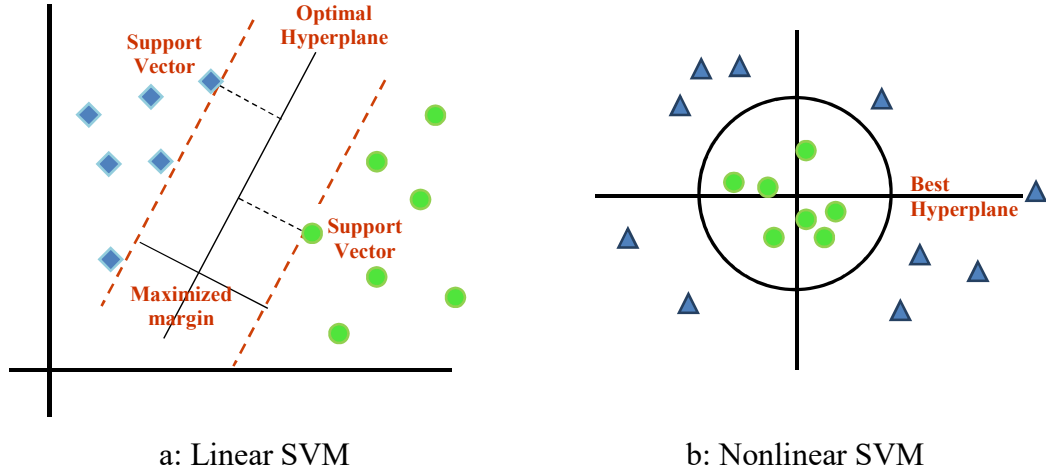 Optimal
Hyperplane
Support
Vector
Support
Vector
Maximized
margin
a: Linear SVM
Best
Hyperplane
b: Nonlinear SVM